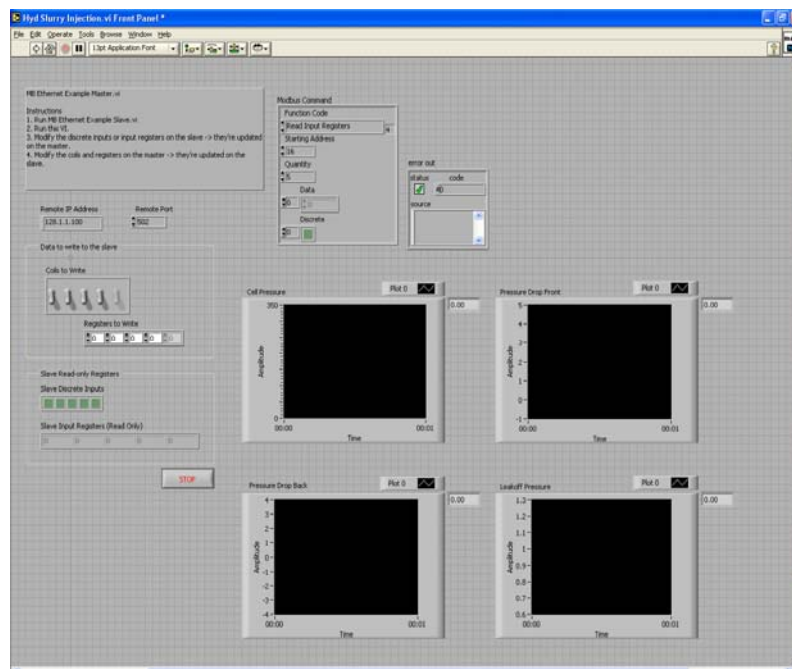 Hyd Slurry Injection.vi Front Panel *
File Edit Operate Tools Browse Window Help
13pt Application Font
MB Ethernet Example Master.vi
Instructions
1. Run MB Ethernet Example Slave.vi
2. Run this VI.
3. Modify the discrete inputs or input registers on the slave -> they're updated
on the master.
4. Modify the coils and registers on the master -> they're updated on the
slave.
Modbus Command
Function Code
Read Input Registers
4
Starting Address
16
Quantity
5
Data
0
0
Discrete
0
error out
status code
0
source
Remote IP Address Remote Port
128.1.1.100 502
Data to write to the slave
Coils to Write
Registers to Write
0 0 0 0 0
Slave Read-only Registers
Slave Discrete Inputs
Slave Input Registers (Read Only)
0 0 0 0 0
STOP
Cell Pressure Plot 0
0.00
350
0
Amplitude
00:00 00:01
Time
Pressure Drop Front Plot 0
0.00
5
4
3
2
1
0
-1
Amplitude
00:00 00:01
Time
Pressure Drop Back Plot 0
0.00
4
3
2
1
0
-1
-2
-3
-4
Amplitude
00:00 00:01
Time
Leakoff Pressure Plot 0
0.00
1.3
1.2
1.1
1
0.9
0.8
0.7
0.6
Amplitude
00:00 00:01
Time